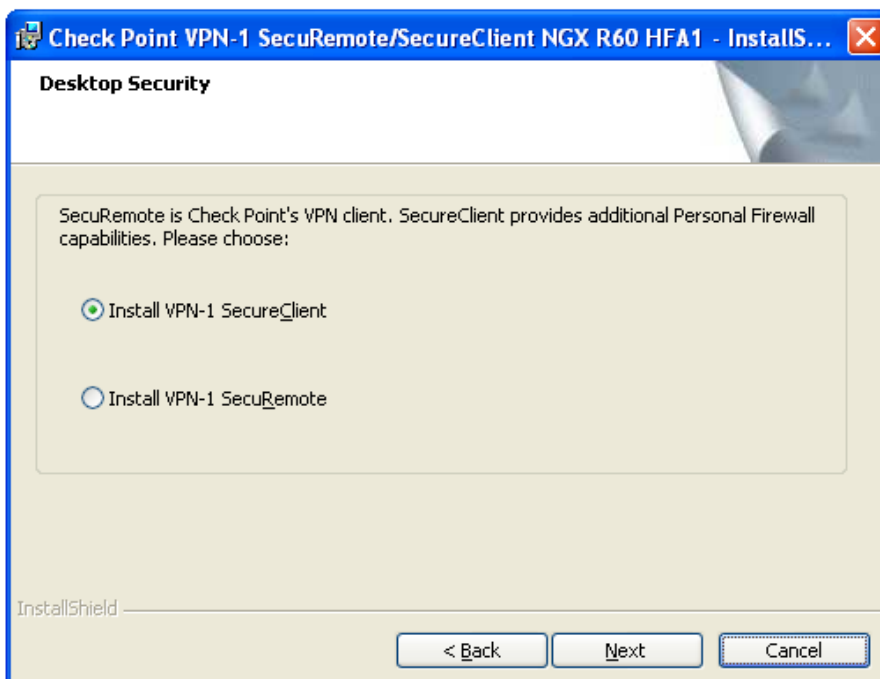 Check Point VPN-1 SecuRemote/SecureClient NGX R60 HFA1 - InstallS...
Desktop Security
SecuRemote is Check Point's VPN client. SecureClient provides additional Personal Firewall
capabilities. Please choose:
Install VPN-1 SecureClient
Install VPN-1 SecuRemote
InstallShield
< Back
Next
Cancel